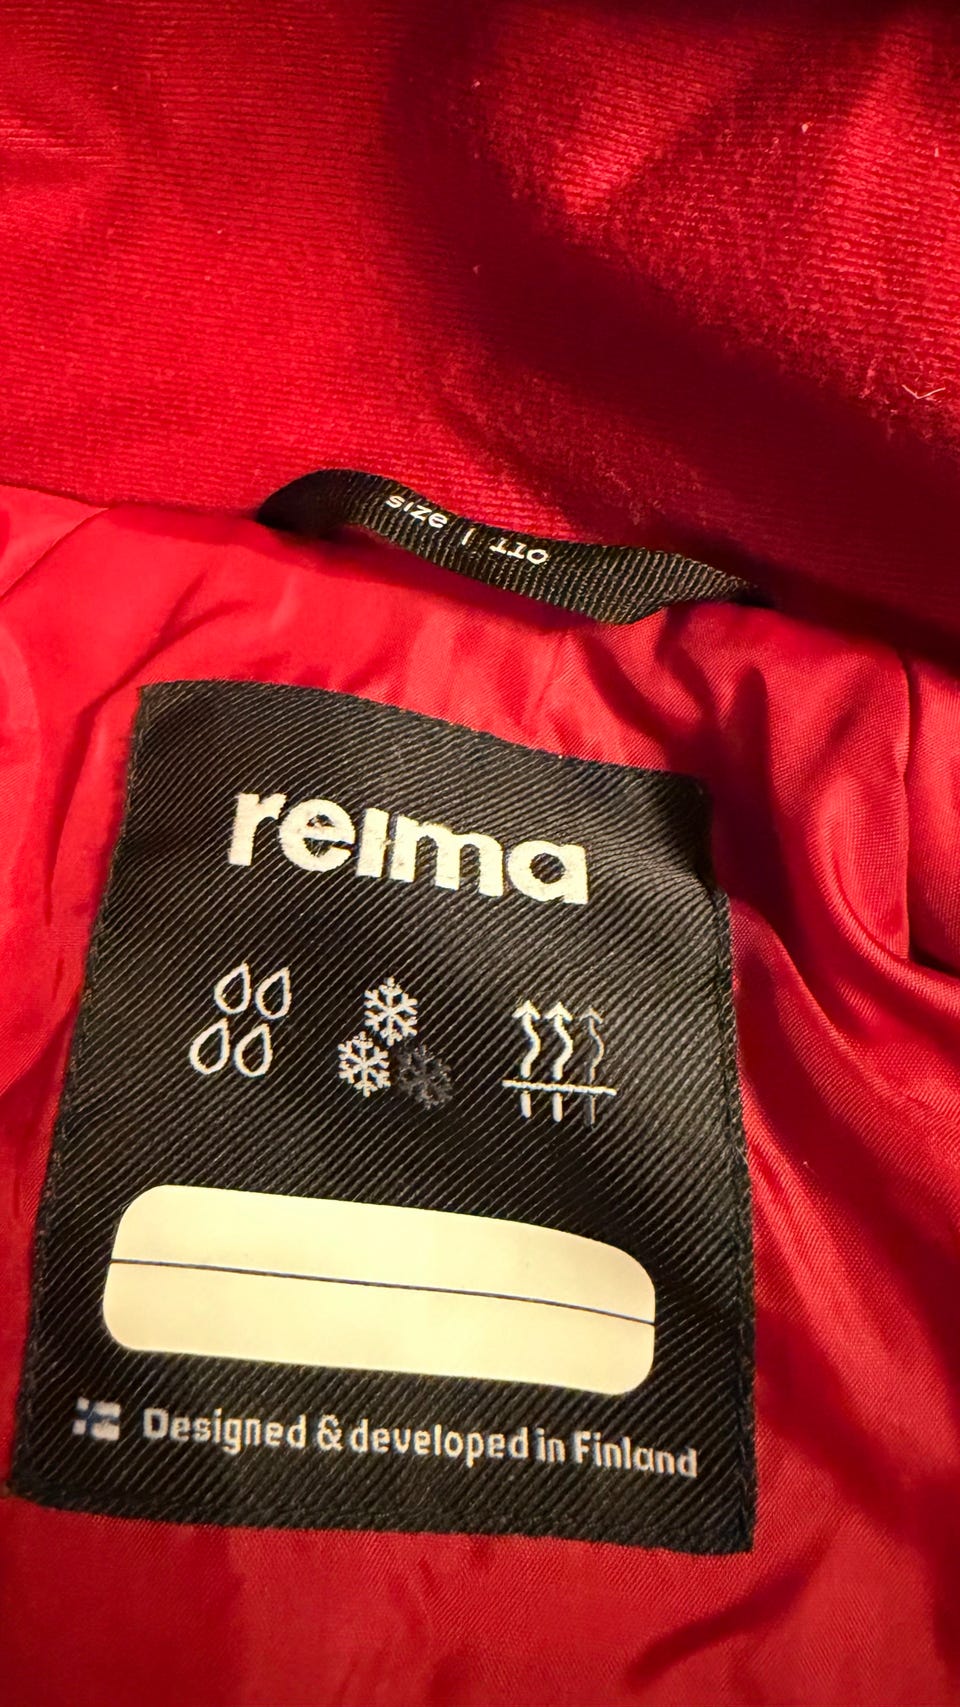 size | 110
reima
Designed & developed in Finland